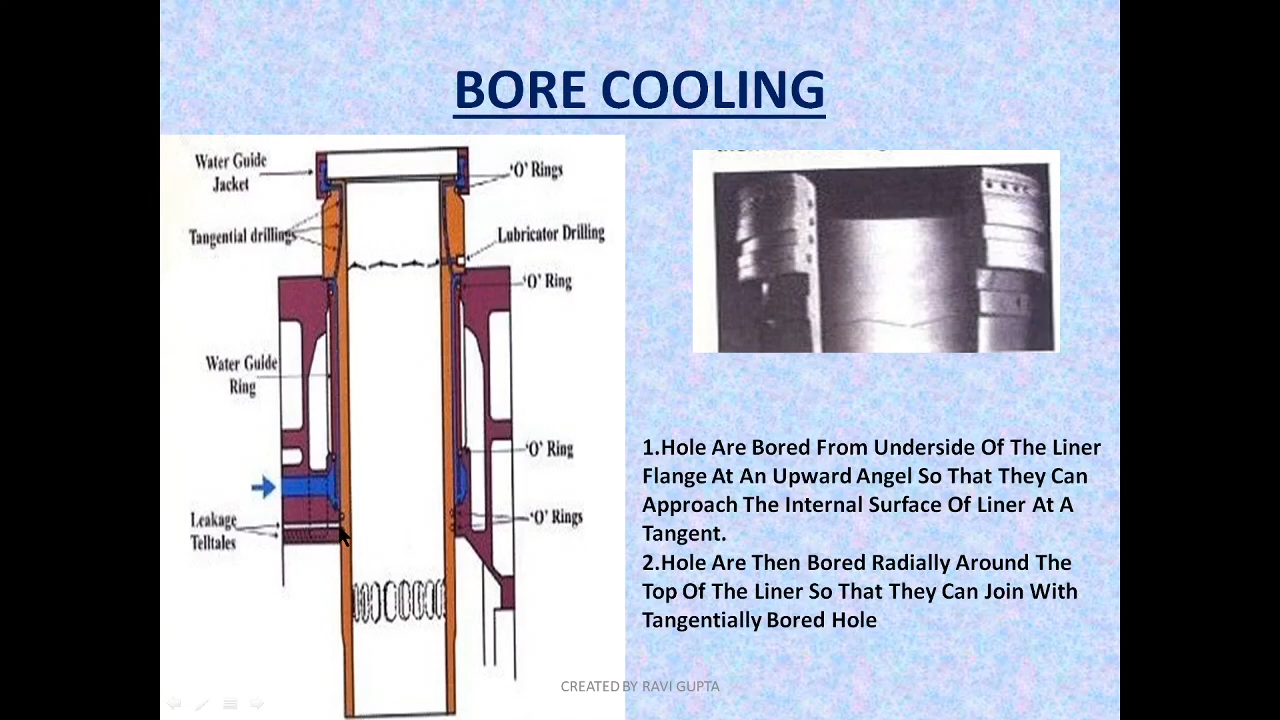 BORE COOLING
Water Guide
Jacket
'O' Rings
Tangential drillings
Lubricator Drilling
'O' Ring
Water Guide
Ring
'O' Ring
Leakage
Telltales
'O' Rings
1.Hole Are Bored From Underside Of The Liner
Flange At An Upward Angel So That They Can
Approach The Internal Surface Of Liner At A
Tangent.
2.Hole Are Then Bored Radially Around The
Top Of The Liner So That They Can Join With
Tangentially Bored Hole
CREATED BY RAVI GUPTA